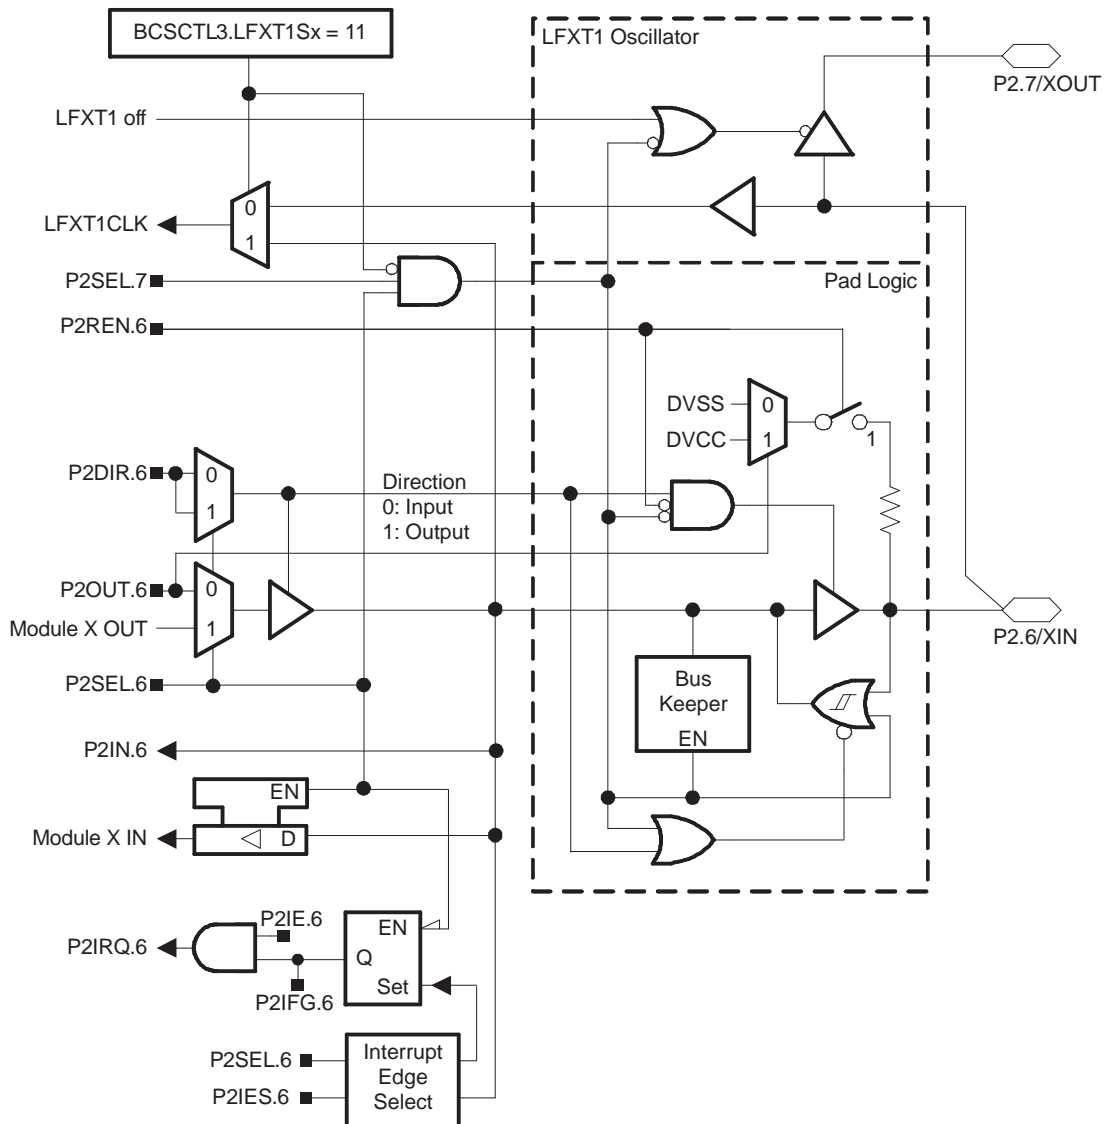 BCSCTL3.LFXT1Sx = 11
LFXT1 Oscillator
P2.7/XOUT
LFXT1 off
0
LFXT1CLK
1
P2SEL.7
Pad Logic
P2REN.6
DVSS
0
DVCC
1
1
P2DIR.6
0
1
Direction
0: Input
1: Output
P2OUT.6
0
Module X OUT
1
P2.6/XIN
P2SEL.6
Bus
Keeper
EN
P2IN.6
EN
Module X IN
D
P2IE.6
EN
P2IRQ.6
Q
Set
P2IFG.6
P2SEL.6
Interrupt
Edge
Select
P2IES.6